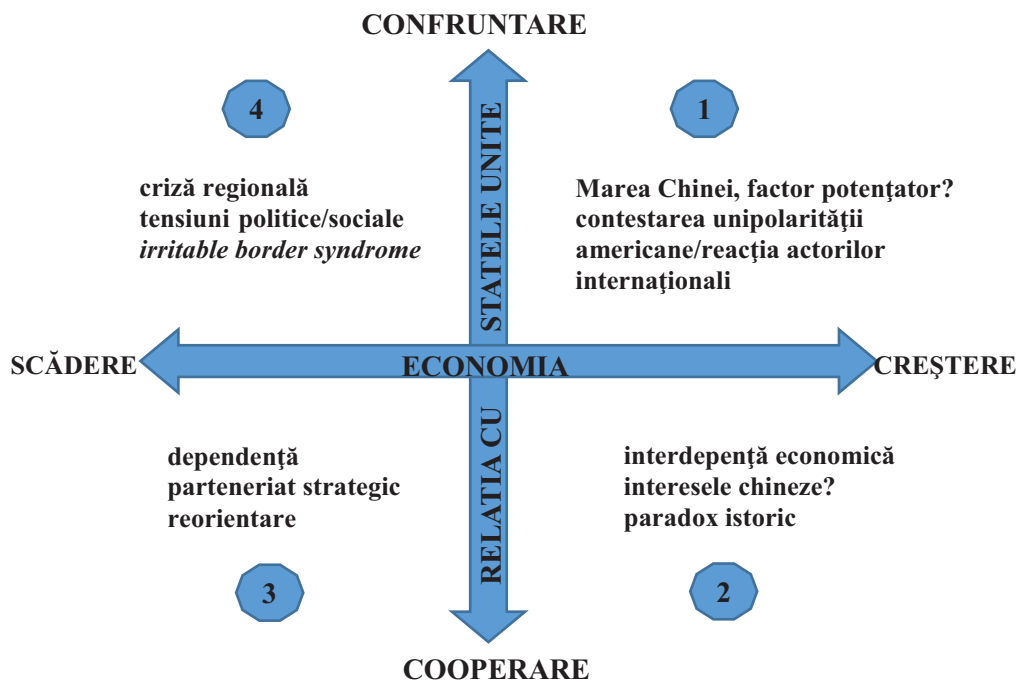 CONFRUNTARE
4
1
criză regională
tensiuni politice/sociale
irritable border syndrome
Marea Chinei, factor potenţator?
contestarea unipolarităţii
americane/reacţia actorilor
internaţionali
STATELE UNITE
SCĂDERE
ECONOMIA
CREŞTERE
RELATIA CU
dependenţă
parteneriat strategic
reorientare
interdepenţă economică
interesele chineze?
paradox istoric
3
2
COOPERARE